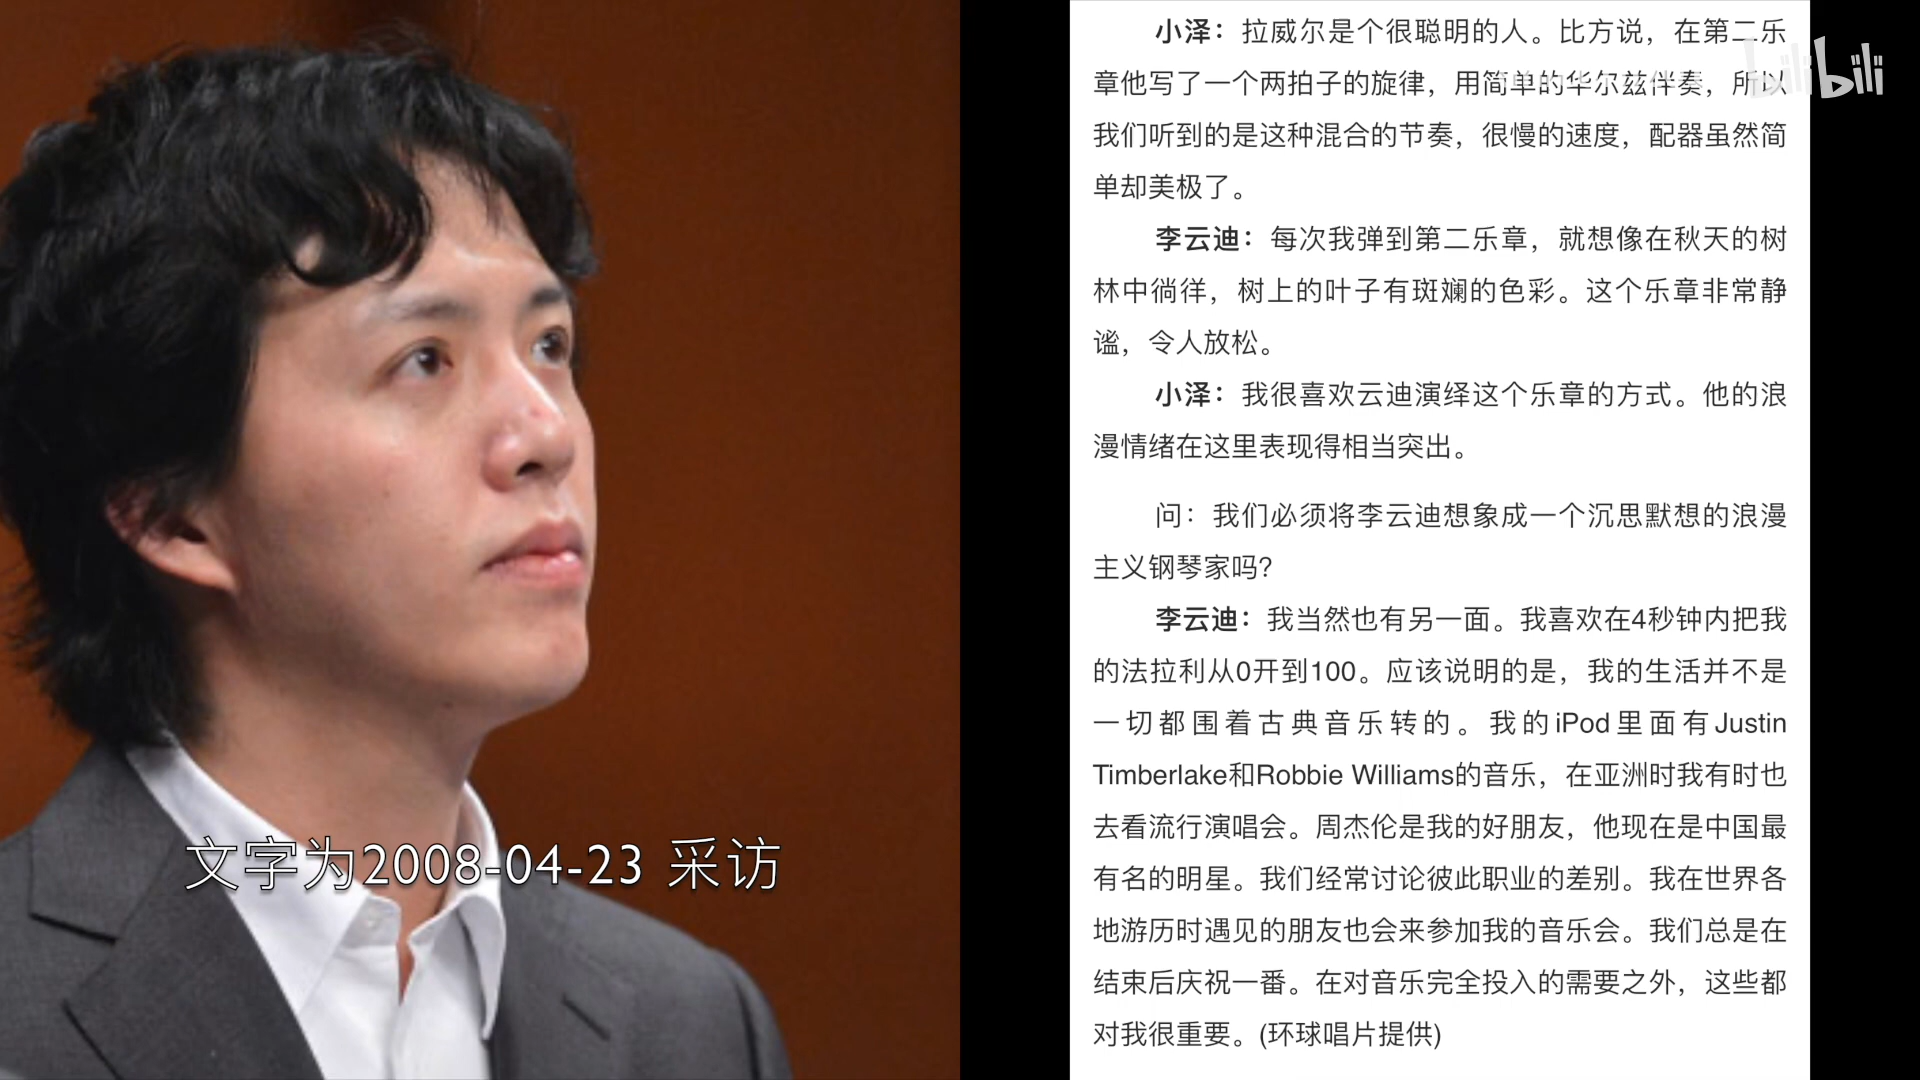 小泽：拉威尔是个很聪明的人。比方说，在第二乐
章他写了一个两拍子的旋律，用简单的华尔兹伴奏，所以
我们听到的是这种混合的节奏，很慢的速度，配器虽然简
单却美极了。
李云迪：每次我弹到第二乐章，就想像在秋天的树
林中徜徉，树上的叶子有斑斓的色彩。这个乐章非常静
谧，令人放松。
小泽：我很喜欢云迪演绎这个乐章的方式。他的浪
漫情绪在这里表现得相当突出。
问：我们必须将李云迪想象成一个沉思默想的浪漫
主义钢琴家吗？
李云迪：我当然也有另一面。我喜欢在4秒钟内把我
的法拉利从0开到100。应该说明的是，我的生活并不是
一切都围着古典音乐转的。我的iPod里面有Justin
Timberlake和Robbie Williams的音乐，在亚洲时我有时也
去看流行演唱会。周杰伦是我的好朋友，他现在是中国最
有名的明星。我们经常讨论彼此职业的差别。我在世界各
地游历时遇见的朋友也会来参加我的音乐会。我们总是在
结束后庆祝一番。在对音乐完全投入的需要之外，这些都
对我很重要。(环球唱片提供)
文字为2008-04-23 采访
bilibili